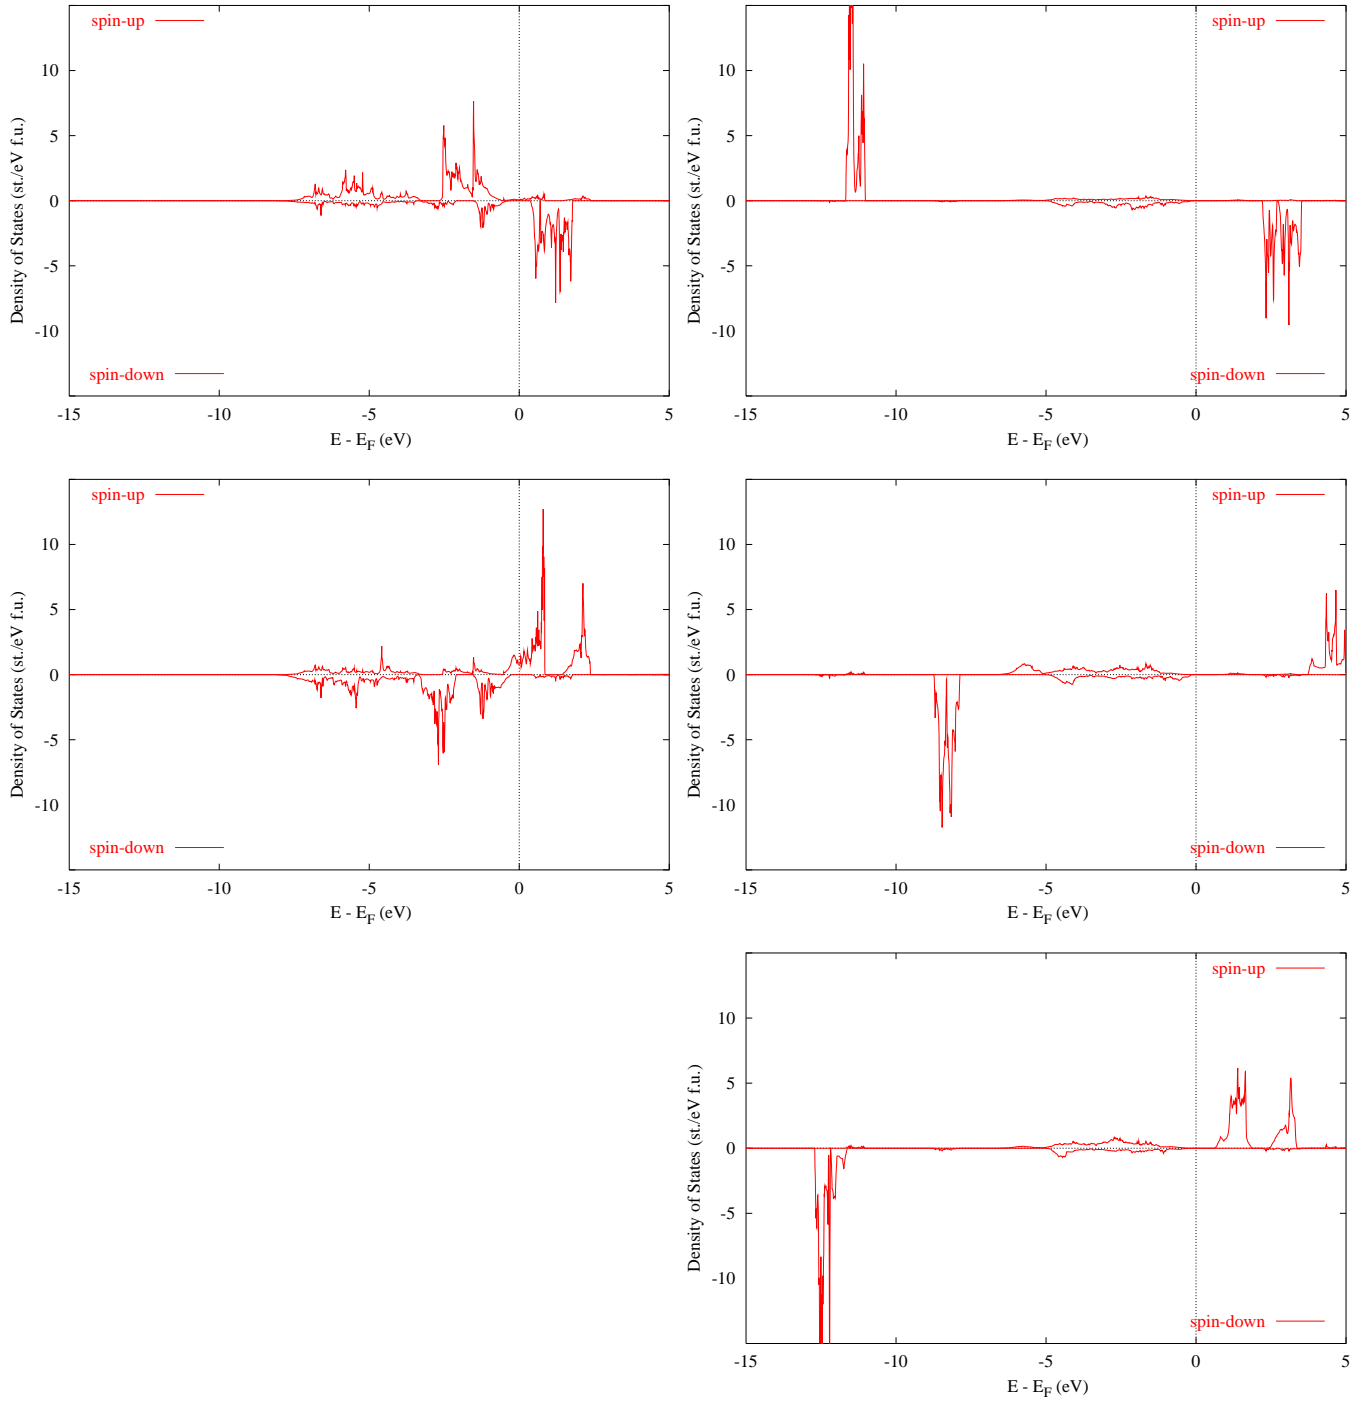 spin-up
10
5
0
-5
-10
Density of States (st./eV f.u.)
spin-down
-15 -10 -5 0 5
E - E_F (eV)
spin-up
10
5
0
-5
-10
Density of States (st./eV f.u.)
spin-down
-15 -10 -5 0 5
E - E_F (eV)
spin-up
10
5
0
-5
-10
Density of States (st./eV f.u.)
spin-down
-15 -10 -5 0 5
E - E_F (eV)
spin-up
10
5
0
-5
-10
Density of States (st./eV f.u.)
spin-down
-15 -10 -5 0 5
E - E_F (eV)
spin-up
10
5
0
-5
-10
Density of States (st./eV f.u.)
spin-down
-15 -10 -5 0 5
E - E_F (eV)